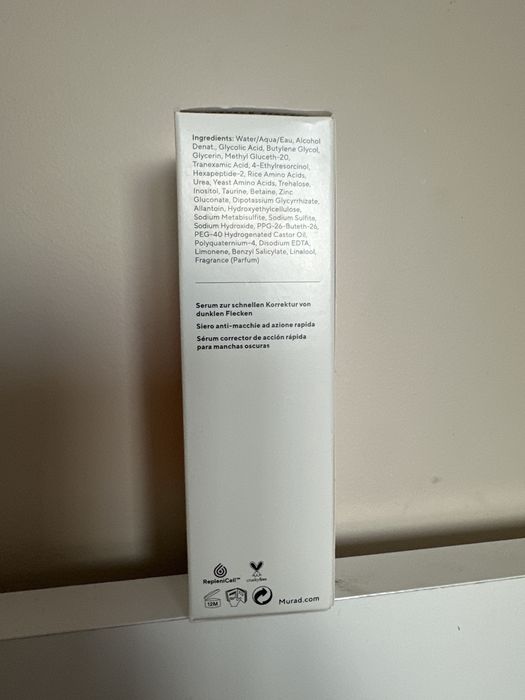 Ingredients: Water/Aqua/Eau, Alcohol
Denat., Glycolic Acid, Butylene Glycol,
Glycerin, Methyl Gluceth-20,
Tranexamic Acid, 4-Ethylresorcinol,
Hexapeptide-2, Rice Amino Acids,
Urea, Yeast Amino Acids, Trehalose,
Inositol, Taurine, Betaine, Zinc
Gluconate, Dipotassium Glycyrrhizate,
Allantoin, Hydroxyethylcellulose,
Sodium Metabisulfite, Sodium Sulfite,
Sodium Hydroxide, PPG-26-Buteth-26,
PEG-40 Hydrogenated Castor Oil,
Polyquaternium-4, Disodium EDTA,
Limonene, Benzyl Salicylate, Linalool,
Fragrance (Parfum)
Serum zur schnellen Korrektur von
dunklen Flecken
Siero anti-macchie ad azione rapida
Sérum corrector de acción rápida
para manchas oscuras
RepleniCell™
crueltyfree
12M
Murad.com